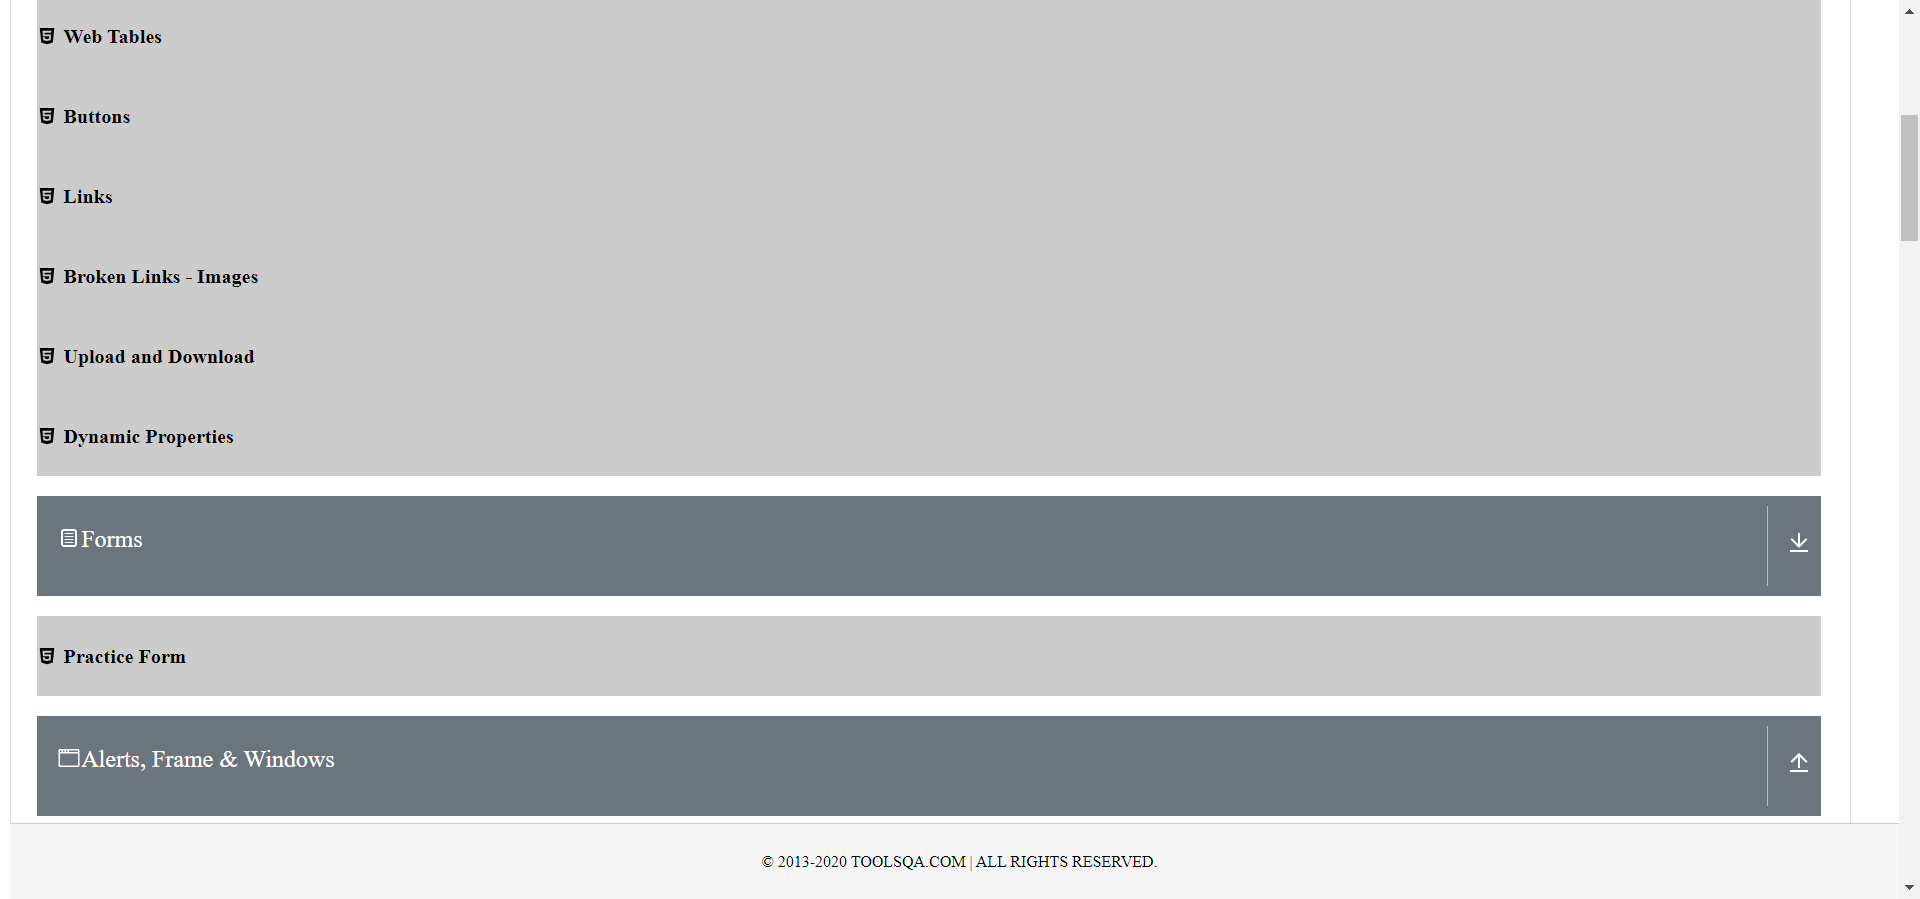 Web Tables
Buttons
Links
Broken Links - Images
Upload and Download
Dynamic Properties
Forms
Practice Form
Alerts, Frame & Windows
© 2013-2020 TOOLSQA.COM | ALL RIGHTS RESERVED.